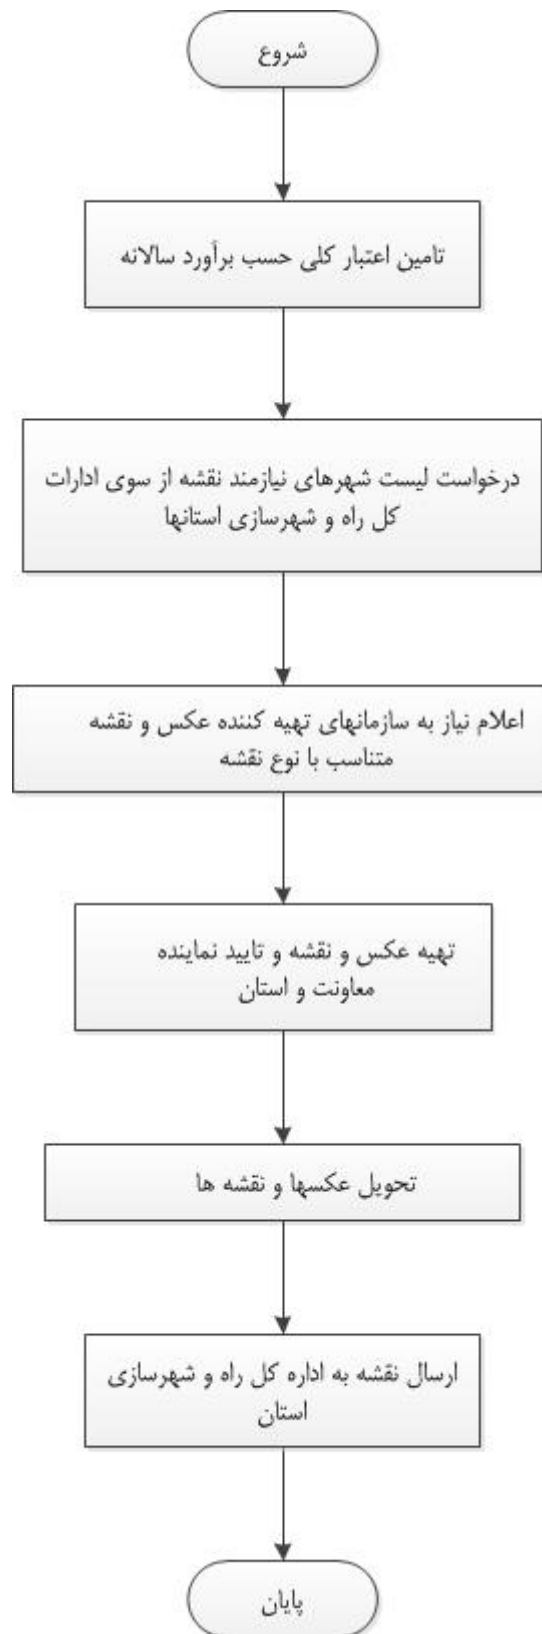 شروع
تامین اعتبار کلی حسب برآورد سالانه
درخواست لیست شهرهای نیازمند نقشه از سوی ادارات
کل راه و شهرسازی استانها
اعلام نیاز به سازمانهای تهیه کننده عکس و نقشه
متناسب با نوع نقشه
تهیه عکس و نقشه و تایید نماینده
معاونت و استان
تحویل عکسها و نقشه ها
ارسال نقشه به اداره کل راه و شهرسازی
استان
پایان